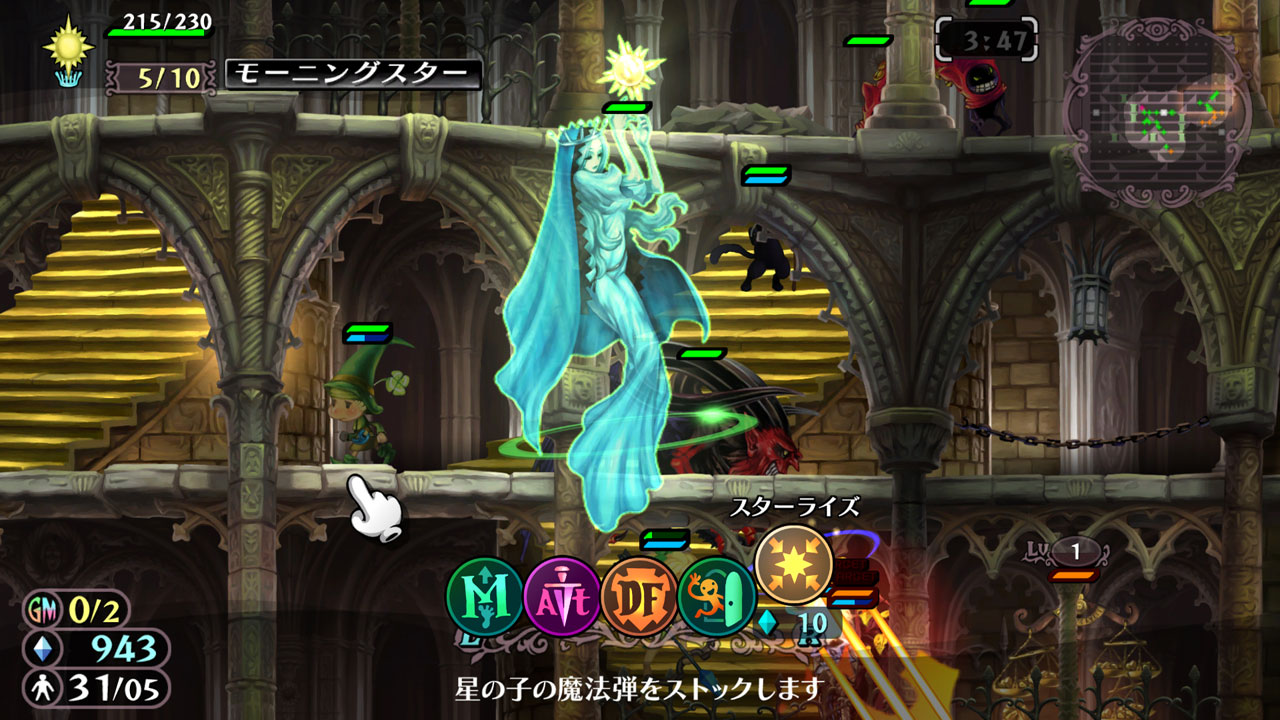 215/230
5/10
モーニングスター
3:47
スターライズ
Lv. 1
M
Att
DF
10
GM 0/2
943
31/05
星の子の魔法弾をストックします